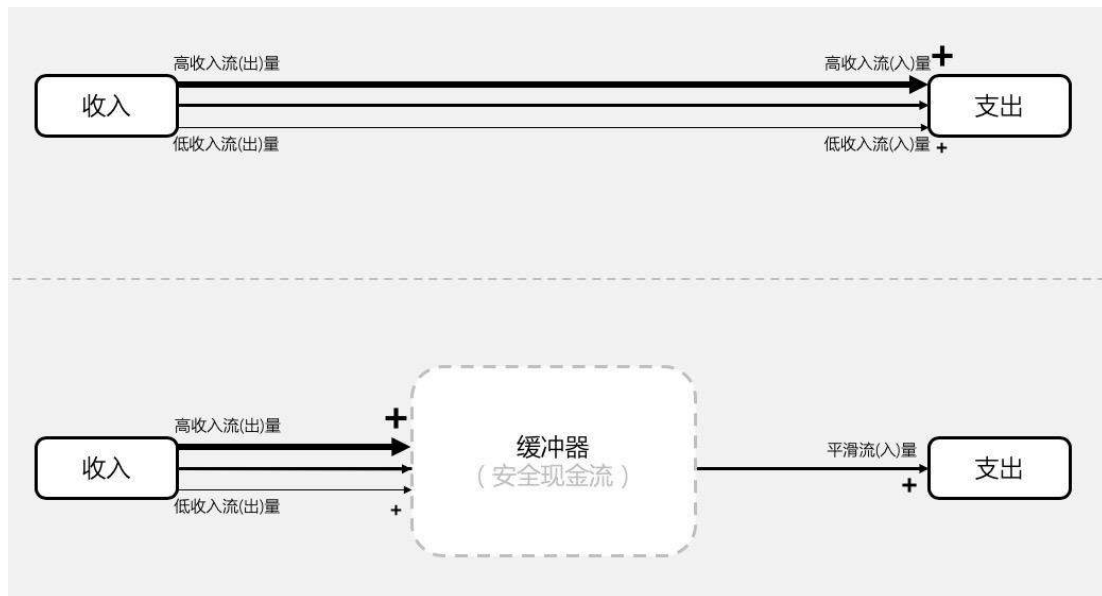 高收入流(出)量
高收入流(入)量
+
收入
支出
低收入流(出)量
低收入流(入)量
+
高收入流(出)量
+
收入
缓冲器
(安全现金流)
平滑流(入)量
+
支出
低收入流(出)量
+